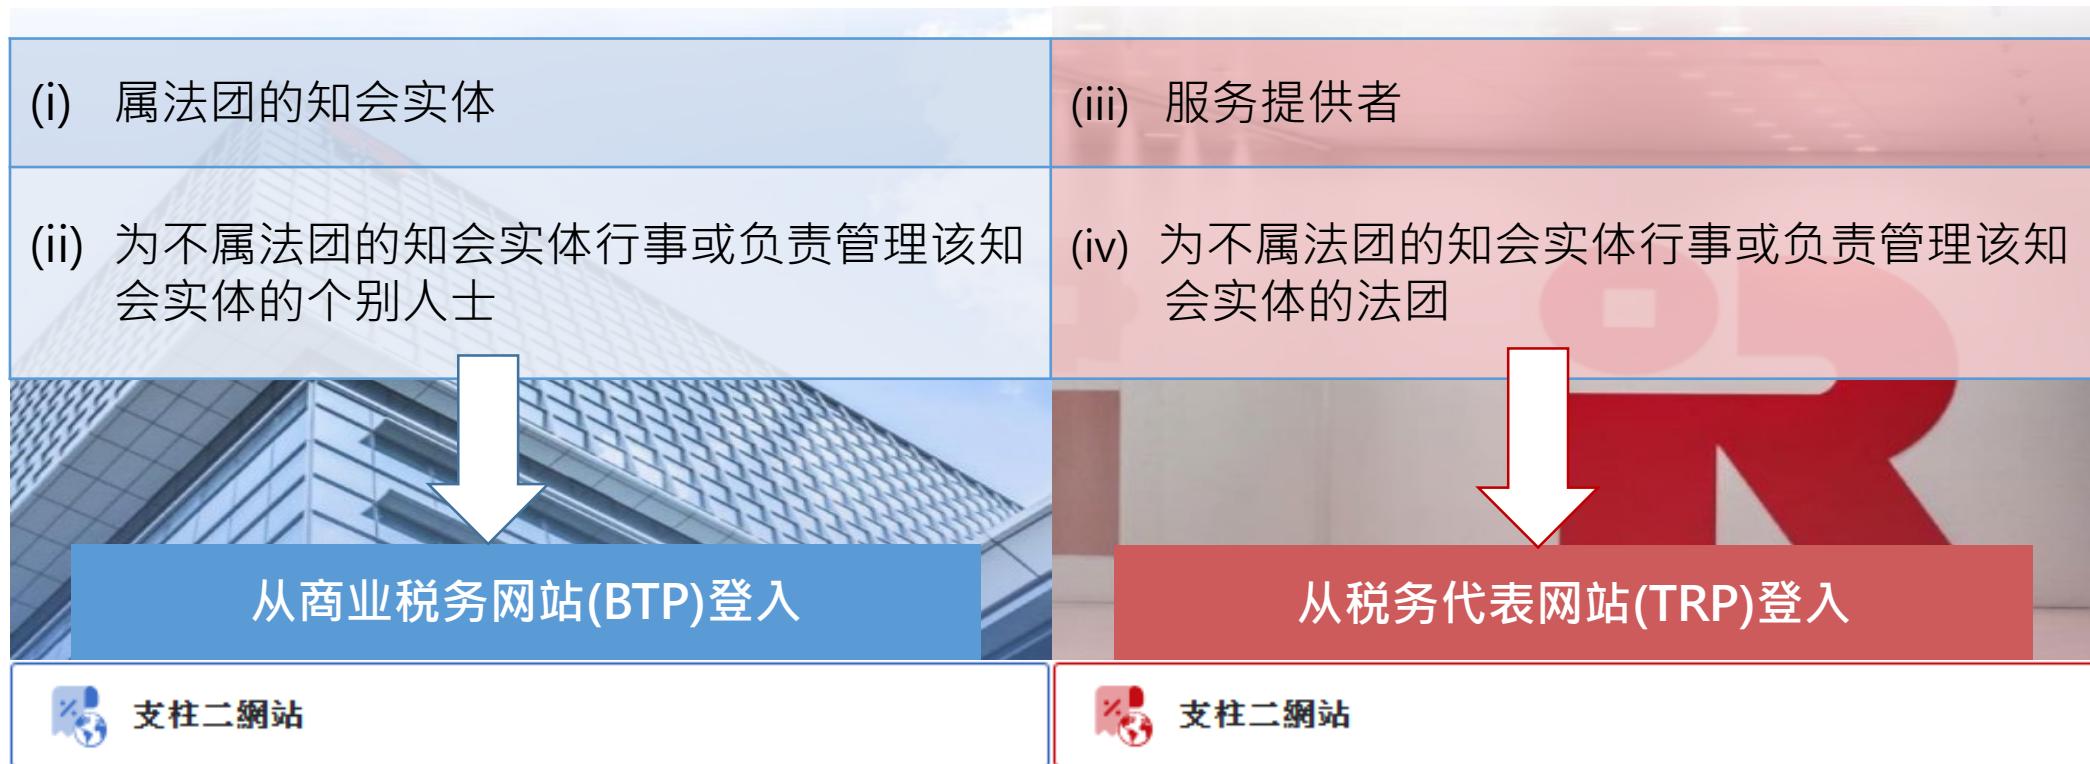 (i) 属法团的知会实体
(iii) 服务提供者
(ii) 为不属法团的知会实体行事或负责管理该知
会实体的个别人士
(iv) 为不属法团的知会实体行事或负责管理该知
会实体的法团
从商业税务网站(BTP)登入
从税务代表网站(TRP)登入
支柱二網站
支柱二網站